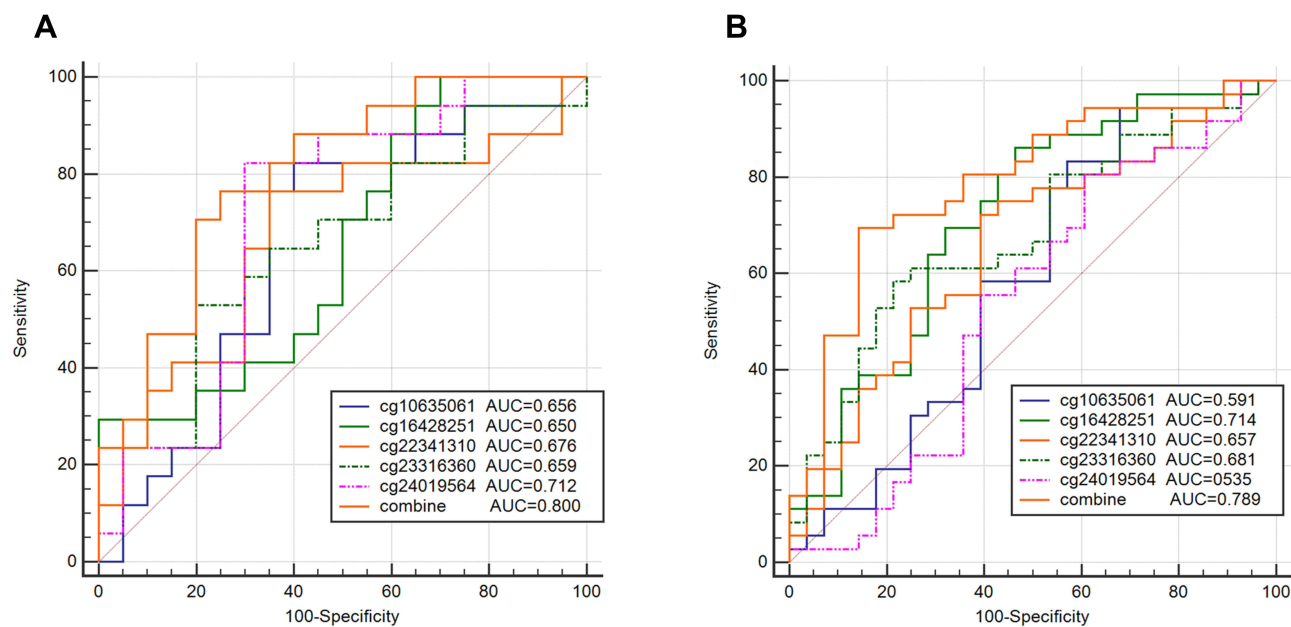 A
100
80
60
40
20
0
Sensitivity
0 20 40 60 80 100
100-Specificity
cg10635061 AUC=0.656
cg16428251 AUC=0.650
cg22341310 AUC=0.676
cg23316360 AUC=0.659
cg24019564 AUC=0.712
combine AUC=0.800
B
100
80
60
40
20
0
Sensitivity
0 20 40 60 80 100
100-Specificity
cg10635061 AUC=0.591
cg16428251 AUC=0.714
cg22341310 AUC=0.657
cg23316360 AUC=0.681
cg24019564 AUC=0535
combine AUC=0.789